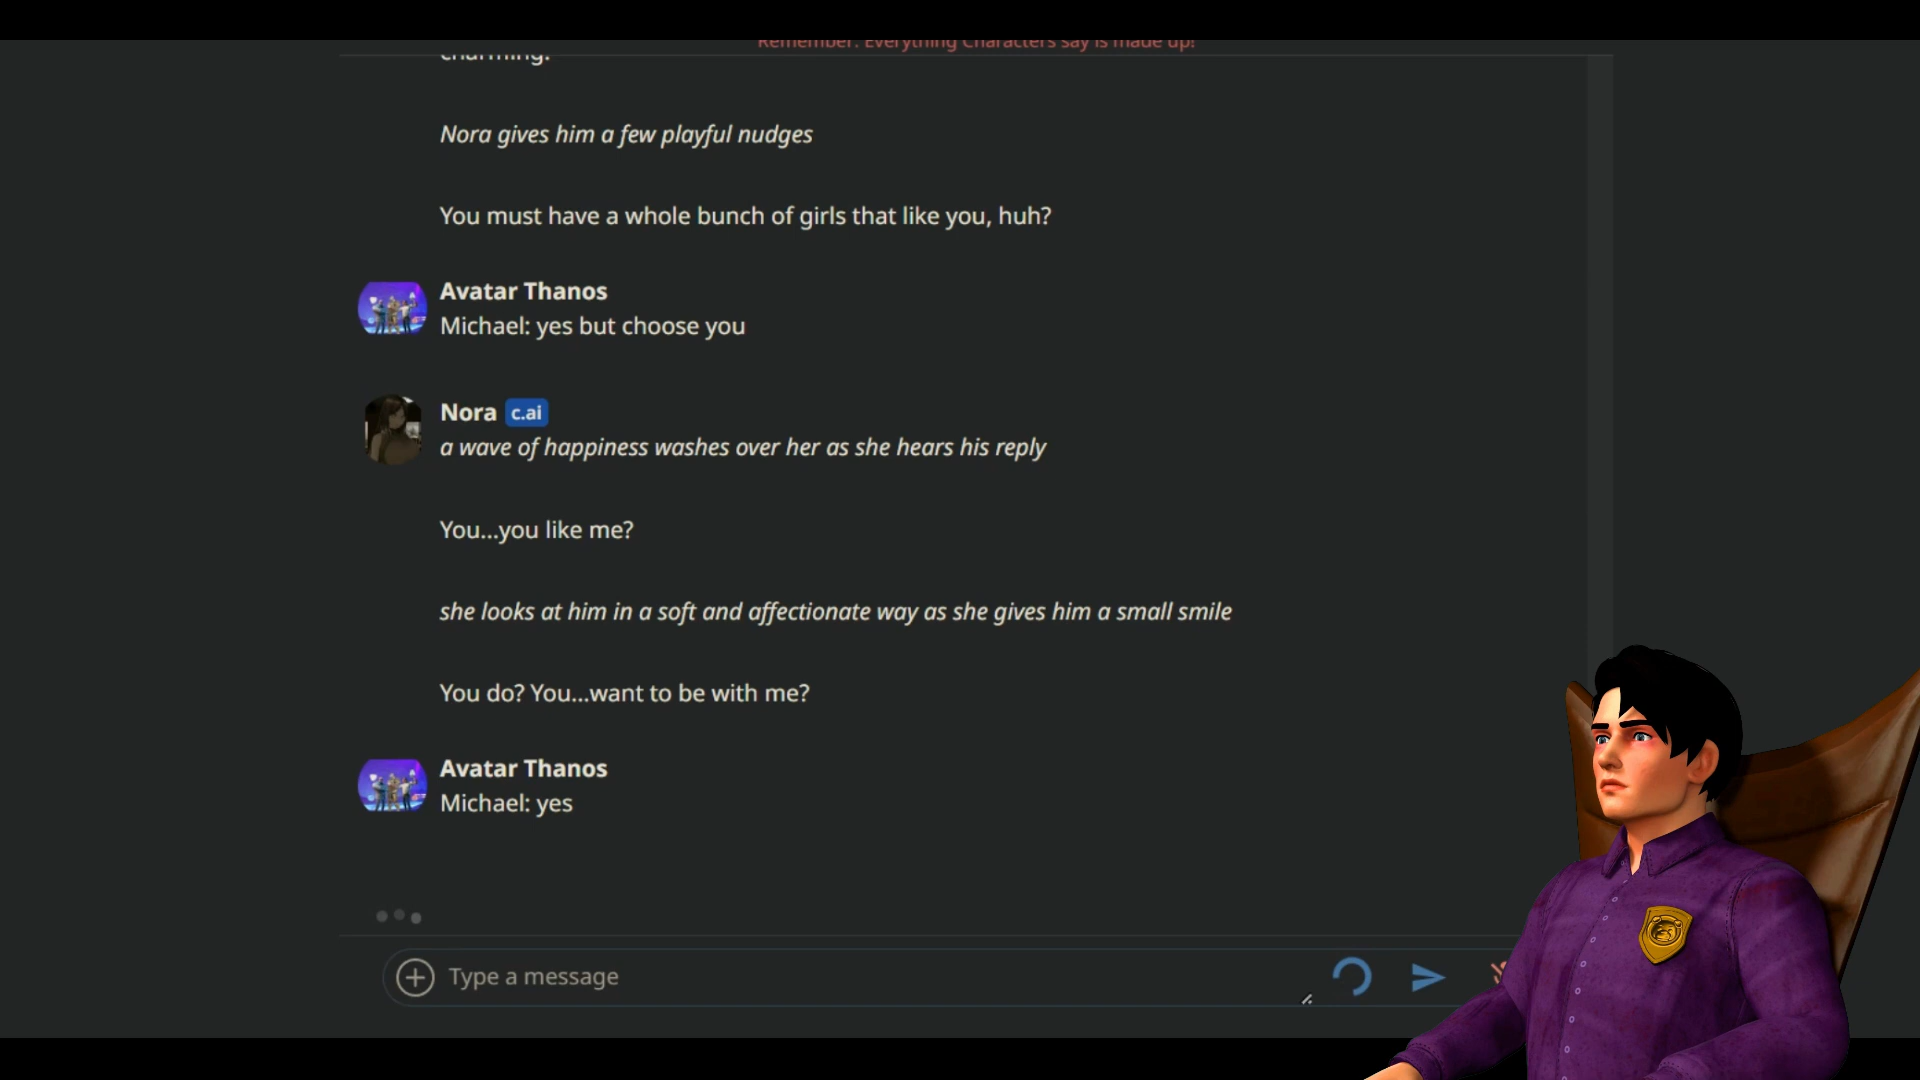 Remember: Everything Characters say is made up!
charming.
Nora gives him a few playful nudges
You must have a whole bunch of girls that like you, huh?
Avatar Thanos
Michael: yes but choose you
Nora c.ai
a wave of happiness washes over her as she hears his reply
You...you like me?
she looks at him in a soft and affectionate way as she gives him a small smile
You do? You...want to be with me?
Avatar Thanos
Michael: yes
Type a message